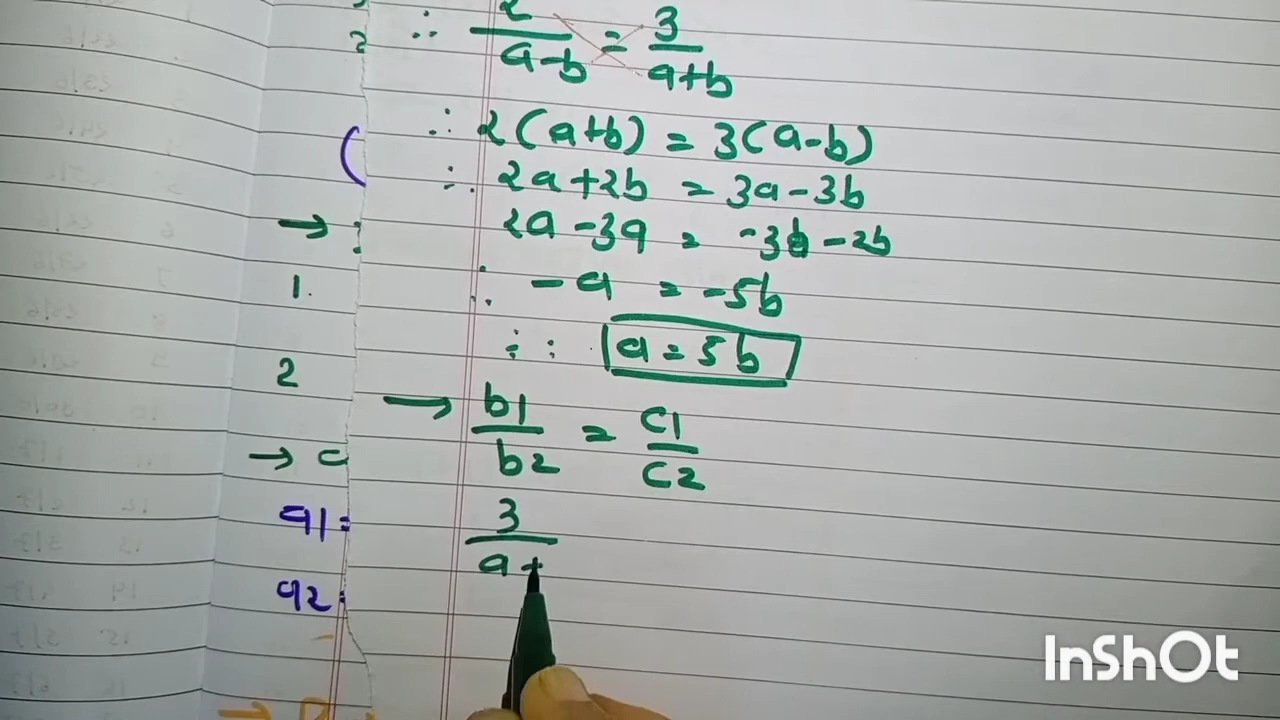 ∴ 2/a-b = 3/a+b
∴ 2(a+b) = 3(a-b)
∴ 2a+2b = 3a-3b
→ 2a-3a = -3b-2b
1. ∴ -a = -5b
2 ∴ a=5b
→ b1/b2 = c1/c2
→ c
a1= 3/a+
a2=
InShOt